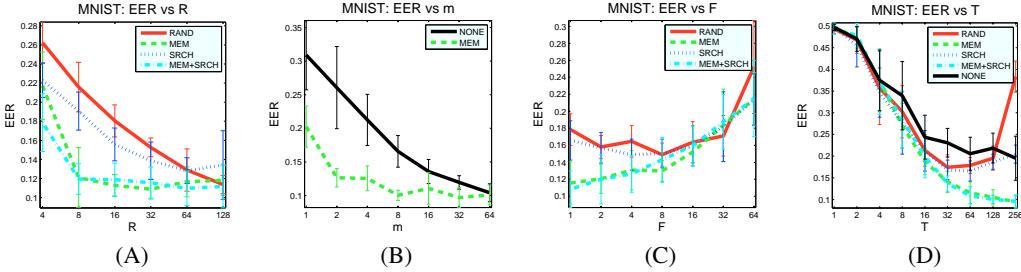 MNIST: EER vs R
EER
0.28
0.26
0.24
0.22
0.20
0.18
0.16
0.14
0.12
4 8 16 32 64 128
R
RAND
MEM
SRCH
MEM+SRCH
(A)
MNIST: EER vs m
EER
0.35
0.3
0.25
0.2
0.15
0.1
1 2 4 8 16 32 64
m
NONE
MEM
(B)
MNIST: EER vs F
EER
0.28
0.26
0.24
0.22
0.20
0.18
0.16
0.14
0.12
0.1
1 2 4 8 16 32 64
F
RAND
MEM
SRCH
MEM+SRCH
(C)
MNIST: EER vs T
EER
0.5
0.45
0.4
0.35
0.3
0.25
0.2
0.15
0.1
1 2 4 8 16 32 64 128 256
T
RAND
MEM
SRCH
MEM+SRCH
NONE
(D)